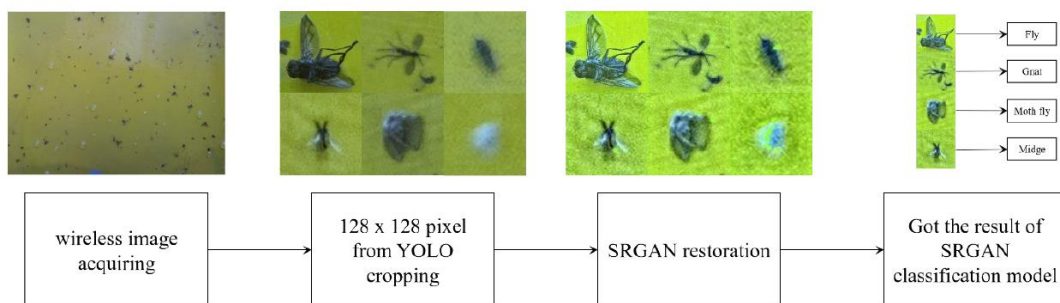 Fly
Gnat
Moth fly
Midge
wireless image
acquiring
128 x 128 pixel
from YOLO
cropping
SRGAN restoration
Got the result of
SRGAN
classification model